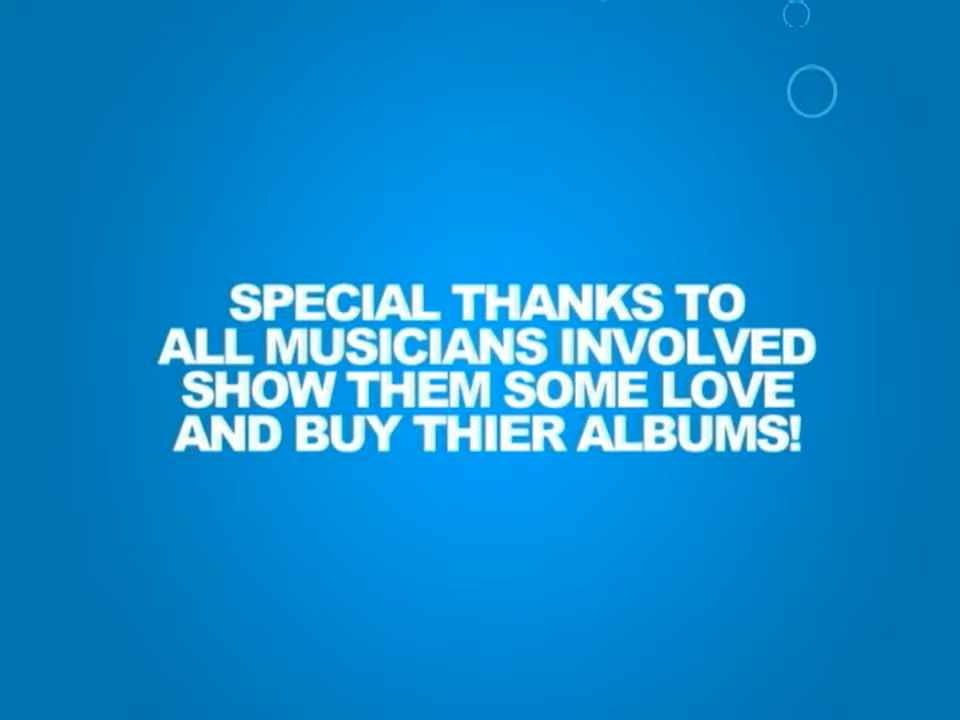 SPECIAL THANKS TO
ALL MUSICIANS INVOLVED
SHOW THEM SOME LOVE
AND BUY THIER ALBUMS!